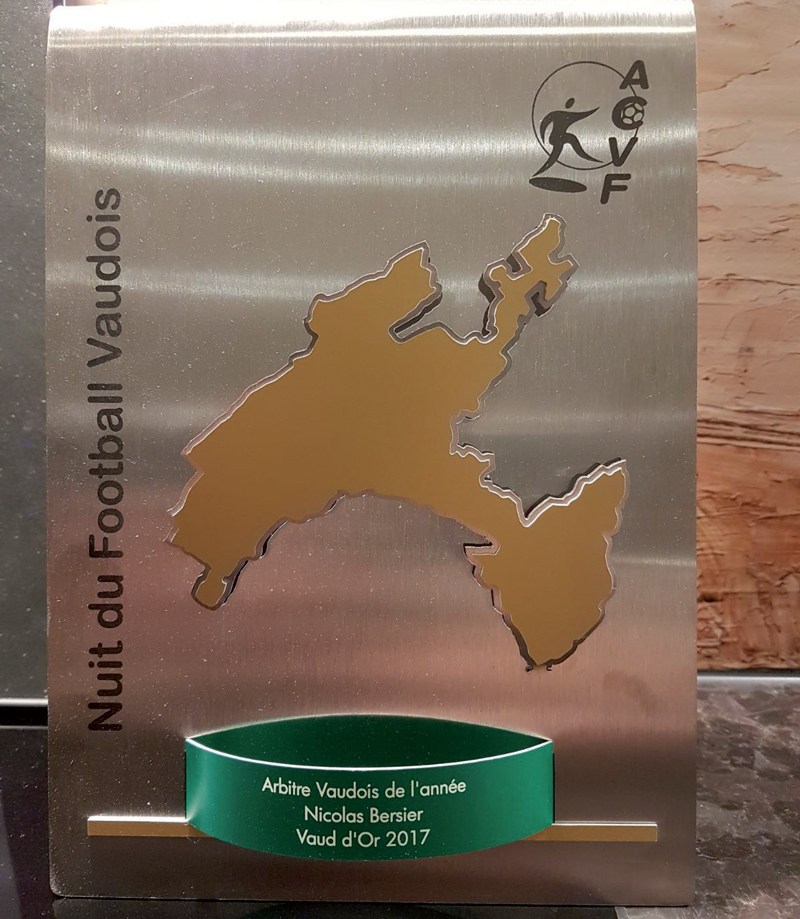 ACVF
Nuit du Football Vaudois
Arbitre Vaudois de l'année
Nicolas Bersier
Vaud d'Or 2017